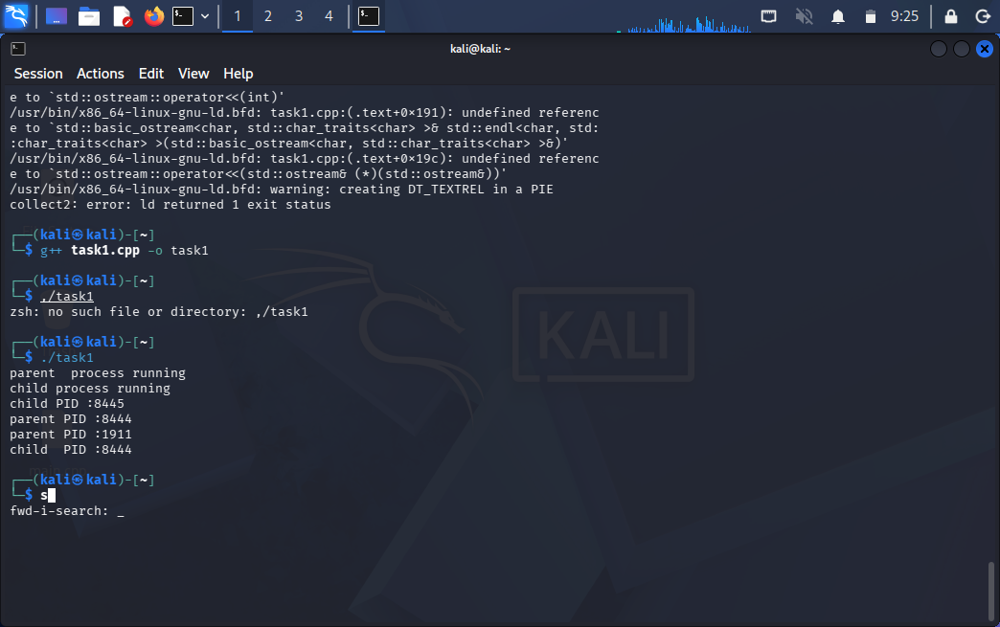 1 2 3 4 9:25
kali@kali: ~
Session Actions Edit View Help
e to `std::ostream::operator<<(int)'
/usr/bin/x86_64-linux-gnu-ld.bfd: task1.cpp:(.text+0×191): undefined referenc
e to `std::basic_ostream<char, std::char_traits<char> >& std::endl<char, std:
:char_traits<char> >(std::basic_ostream<char, std::char_traits<char> >&)'
/usr/bin/x86_64-linux-gnu-ld.bfd: task1.cpp:(.text+0×19c): undefined referenc
e to `std::ostream::operator<<(std::ostream& (*)(std::ostream&))'
/usr/bin/x86_64-linux-gnu-ld.bfd: warning: creating DT_TEXTREL in a PIE
collect2: error: ld returned 1 exit status
┌──(kali㉿kali)-[~]
└─$ g++ task1.cpp -o task1
┌──(kali㉿kali)-[~]
└─$ ,/task1
zsh: no such file or directory: ,/task1
┌──(kali㉿kali)-[~]
└─$ ./task1
parent  process running
child process running
child PID :8445
parent PID :8444
parent PID :1911
child  PID :8444
┌──(kali㉿kali)-[~]
└─$ s
fwd-i-search: _
KALI